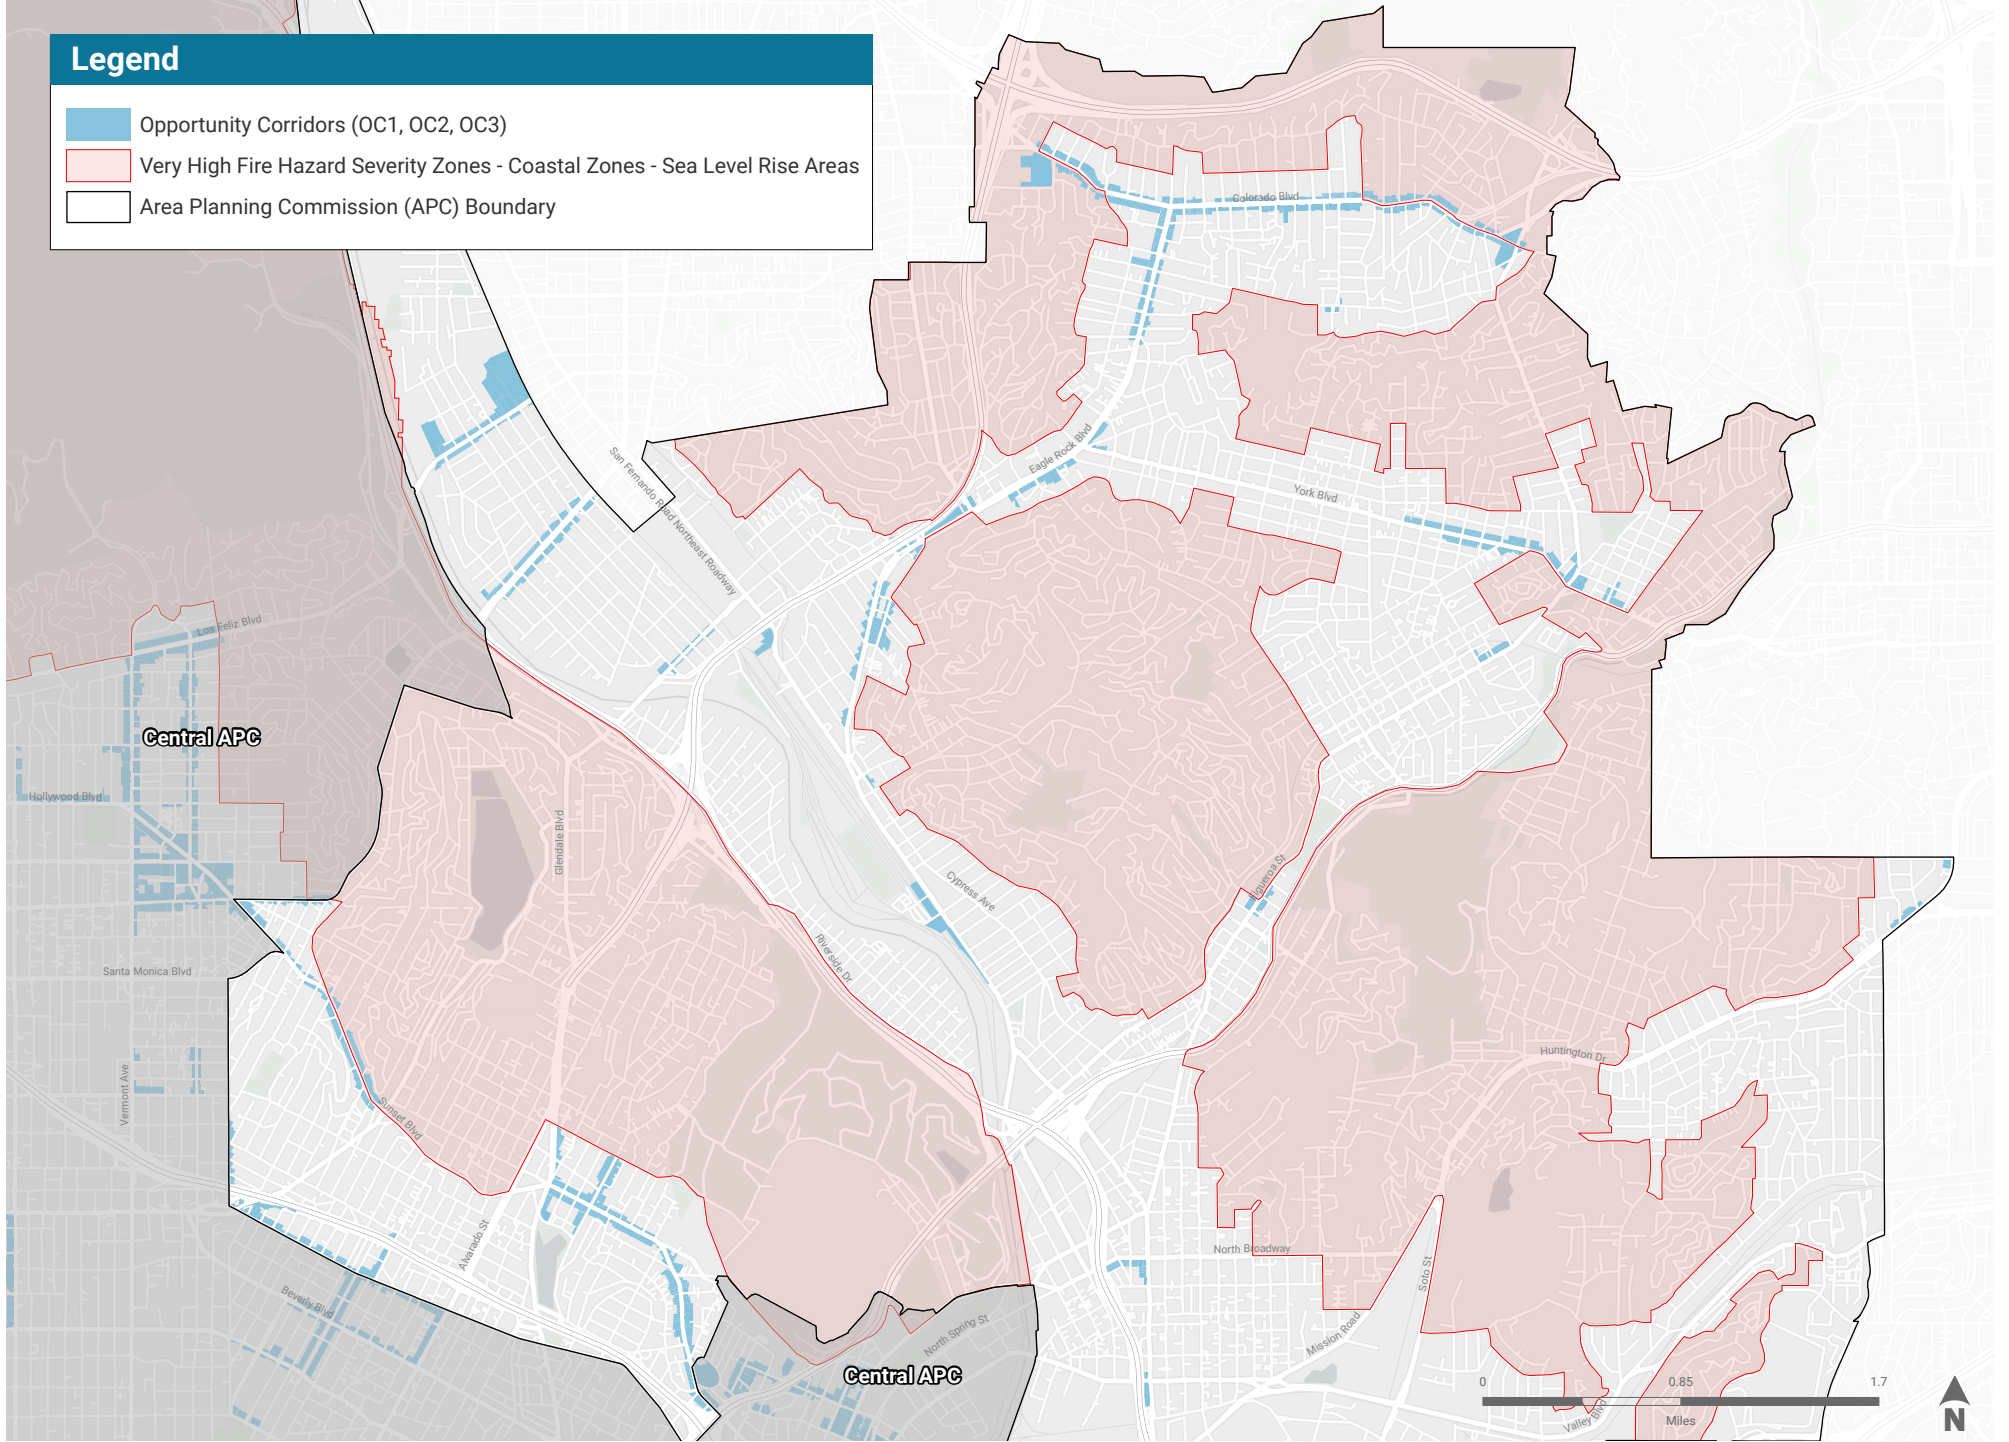 Legend
Opportunity Corridors (OC1, OC2, OC3)
Very High Fire Hazard Severity Zones - Coastal Zones - Sea Level Rise Areas
Area Planning Commission (APC) Boundary
Colorado Blvd
Eagle Rock Blvd
San Fernando Road Northeast Roadway
York Blvd
Los Feliz Blvd
Central APC
Hollywood Blvd
Glendale Blvd
Cypress Ave
Figueroa St
Riverside Dr
Santa Monica Blvd
Huntington Dr
Vermont Ave
Sunset Blvd
Alvarado St
North Broadway
Soto St
Beverly Blvd
Mission Road
North Spring St
Central APC
Valley Blvd
0 0.85 1.7
Miles
N